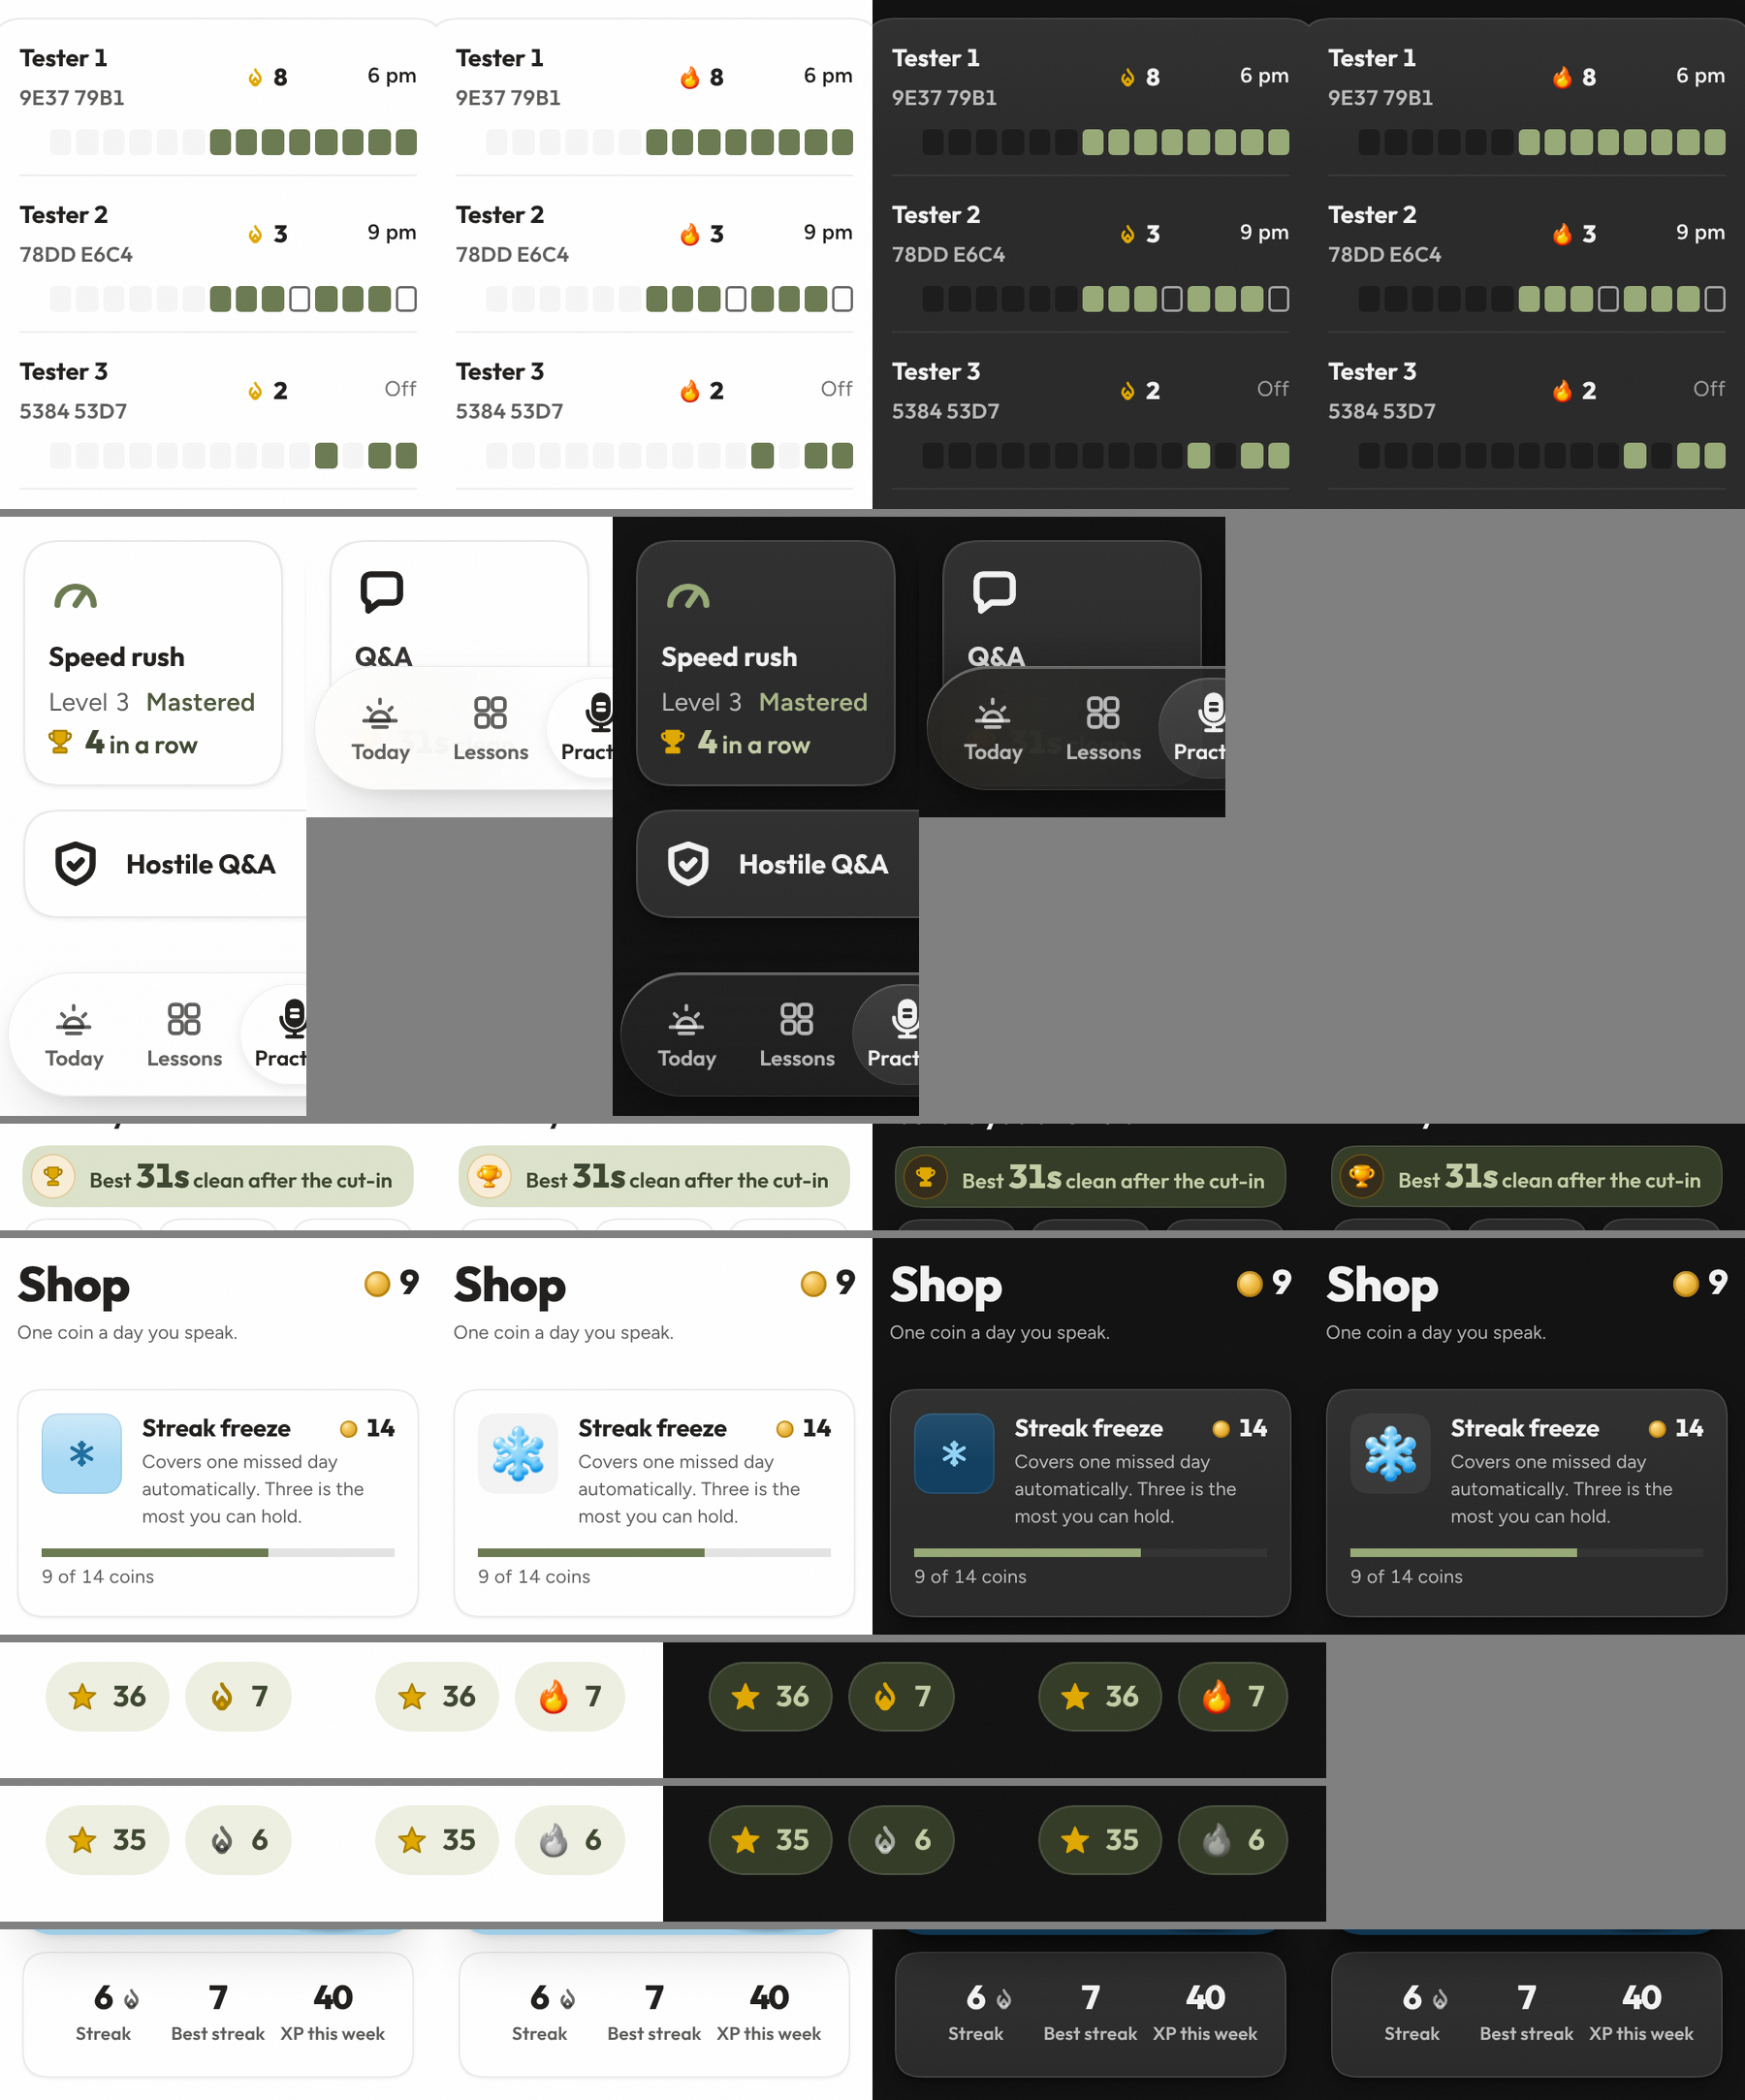 Tester 1
8
6 pm
9E37 79B1
Tester 2
3
9 pm
78DD E6C4
Tester 3
2
Off
5384 53D7
Tester 1
8
6 pm
9E37 79B1
Tester 2
3
9 pm
78DD E6C4
Tester 3
2
Off
5384 53D7
Tester 1
8
6 pm
9E37 79B1
Tester 2
3
9 pm
78DD E6C4
Tester 3
2
Off
5384 53D7
Tester 1
8
6 pm
9E37 79B1
Tester 2
3
9 pm
78DD E6C4
Tester 3
2
Off
5384 53D7
Speed rush
Level 3 Mastered
4 in a row
Hostile Q&A
Today Lessons Pract
Q&A
31s
Today Lessons Pract
Speed rush
Level 3 Mastered
4 in a row
Hostile Q&A
Today Lessons Pract
Q&A
31s
Today Lessons Pract
Best 31s clean after the cut-in
Best 31s clean after the cut-in
Best 31s clean after the cut-in
Best 31s clean after the cut-in
Shop 9
One coin a day you speak.
Streak freeze 14
Covers one missed day
automatically. Three is the
most you can hold.
9 of 14 coins
Shop 9
One coin a day you speak.
Streak freeze 14
Covers one missed day
automatically. Three is the
most you can hold.
9 of 14 coins
Shop 9
One coin a day you speak.
Streak freeze 14
Covers one missed day
automatically. Three is the
most you can hold.
9 of 14 coins
Shop 9
One coin a day you speak.
Streak freeze 14
Covers one missed day
automatically. Three is the
most you can hold.
9 of 14 coins
36 7 36 7 36 7 36 7
35 6 35 6 35 6 35 6
6 7 40
Streak Best streak XP this week
6 7 40
Streak Best streak XP this week
6 7 40
Streak Best streak XP this week
6 7 40
Streak Best streak XP this week